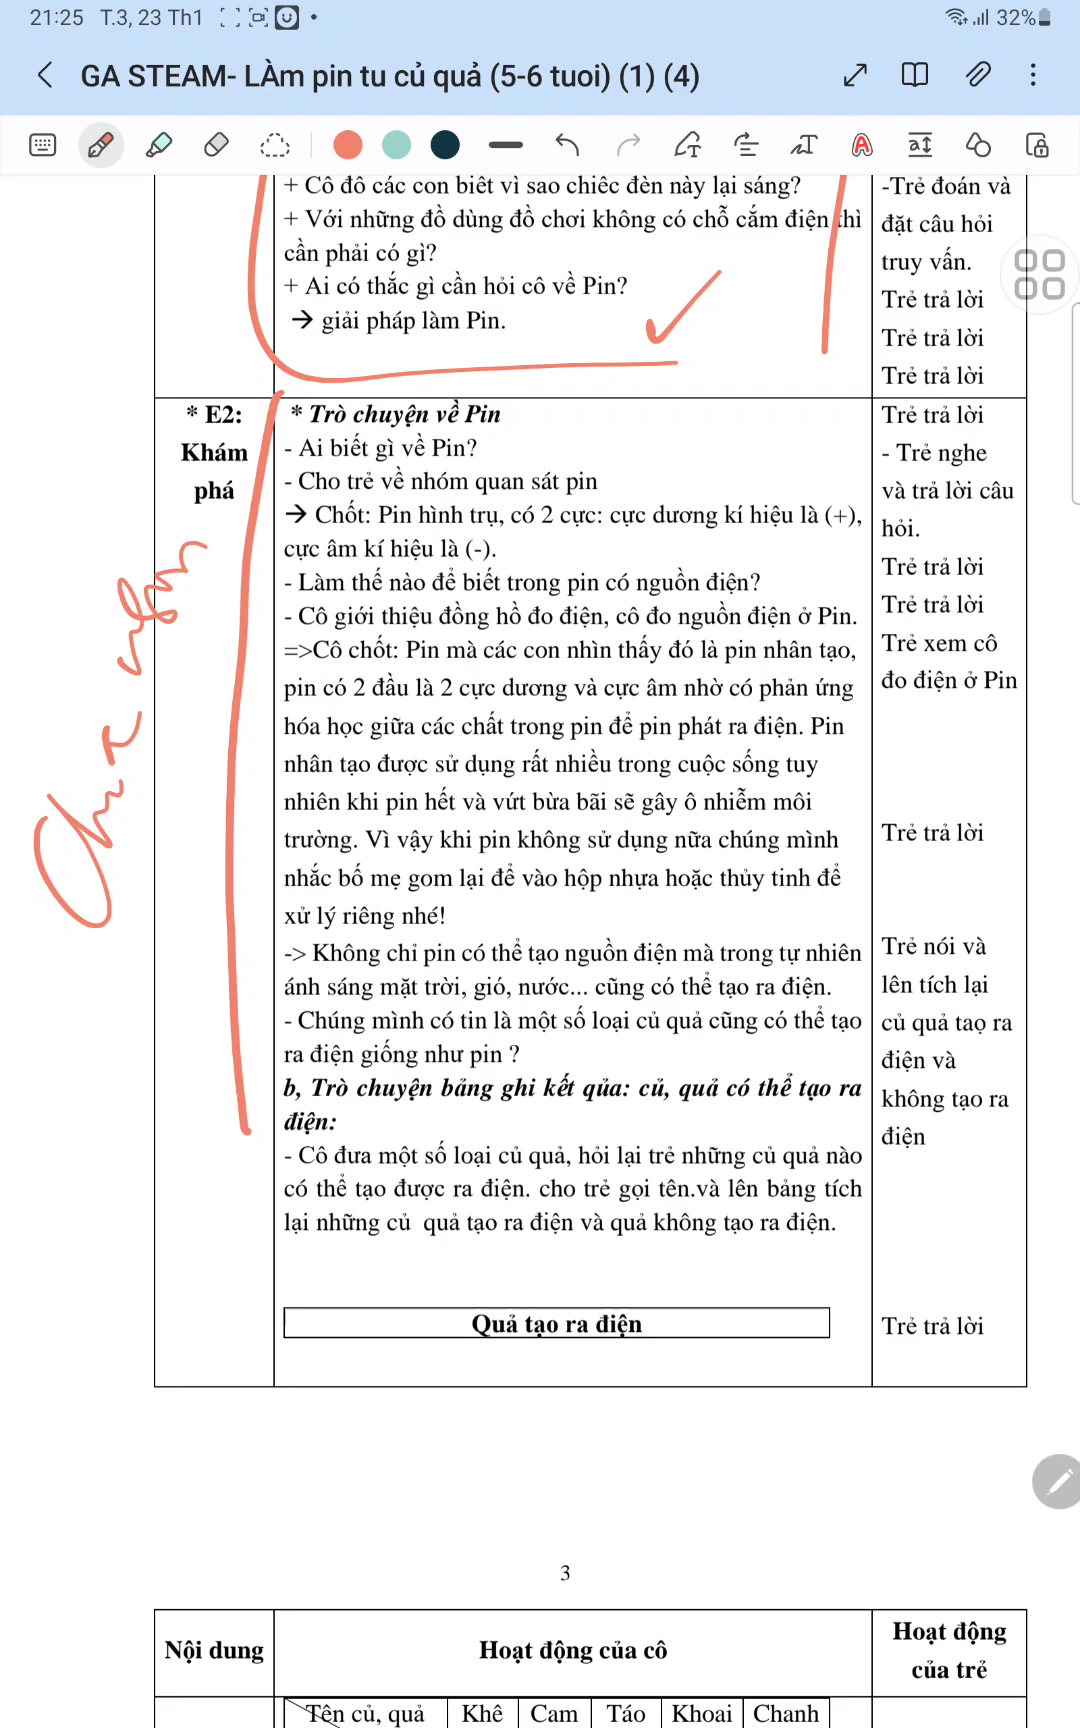 21:25 T.3, 23 Th1 32%
GA STEAM- LÀm pin tu củ quả (5-6 tuoi) (1) (4)
+ Cô đố các con biết vì sao chiếc đèn này lại sáng?
+ Với những đồ dùng đồ chơi không có chỗ cắm điện thì
cần phải có gì?
+ Ai có thắc gì cần hỏi cô về Pin?
→ giải pháp làm Pin.
-Trẻ đoán và
đặt câu hỏi
truy vấn.
Trẻ trả lời
Trẻ trả lời
Trẻ trả lời
* E2:
Khám
phá
* Trò chuyện về Pin
- Ai biết gì về Pin?
- Cho trẻ về nhóm quan sát pin
→ Chốt: Pin hình trụ, có 2 cực: cực dương kí hiệu là (+),
cực âm kí hiệu là (-).
- Làm thế nào để biết trong pin có nguồn điện?
- Cô giới thiệu đồng hồ đo điện, cô đo nguồn điện ở Pin.
=>Cô chốt: Pin mà các con nhìn thấy đó là pin nhân tạo,
pin có 2 đầu là 2 cực dương và cực âm nhờ có phản ứng
hóa học giữa các chất trong pin để pin phát ra điện. Pin
nhân tạo được sử dụng rất nhiều trong cuộc sống tuy
nhiên khi pin hết và vứt bừa bãi sẽ gây ô nhiễm môi
trường. Vì vậy khi pin không sử dụng nữa chúng mình
nhắc bố mẹ gom lại để vào hộp nhựa hoặc thủy tinh để
xử lý riêng nhé!
-> Không chỉ pin có thể tạo nguồn điện mà trong tự nhiên
ánh sáng mặt trời, gió, nước... cũng có thể tạo ra điện.
- Chúng mình có tin là một số loại củ quả cũng có thể tạo
ra điện giống như pin ?
b, Trò chuyện bảng ghi kết qủa: củ, quả có thể tạo ra
điện:
- Cô đưa một số loại củ quả, hỏi lại trẻ những củ quả nào
có thể tạo được ra điện. cho trẻ gọi tên.và lên bảng tích
lại những củ quả tạo ra điện và quả không tạo ra điện.
Quả tạo ra điện
Trẻ trả lời
- Trẻ nghe
và trả lời câu
hỏi.
Trẻ trả lời
Trẻ trả lời
Trẻ xem cô
đo điện ở Pin
Trẻ trả lời
Trẻ nói và
lên tích lại
củ quả taọ ra
điện và
không tạo ra
điện
Trẻ trả lời
3
Nội dung
Hoạt động của cô
Hoạt động
của trẻ
Tên củ, quả Khê Cam Táo Khoai Chanh